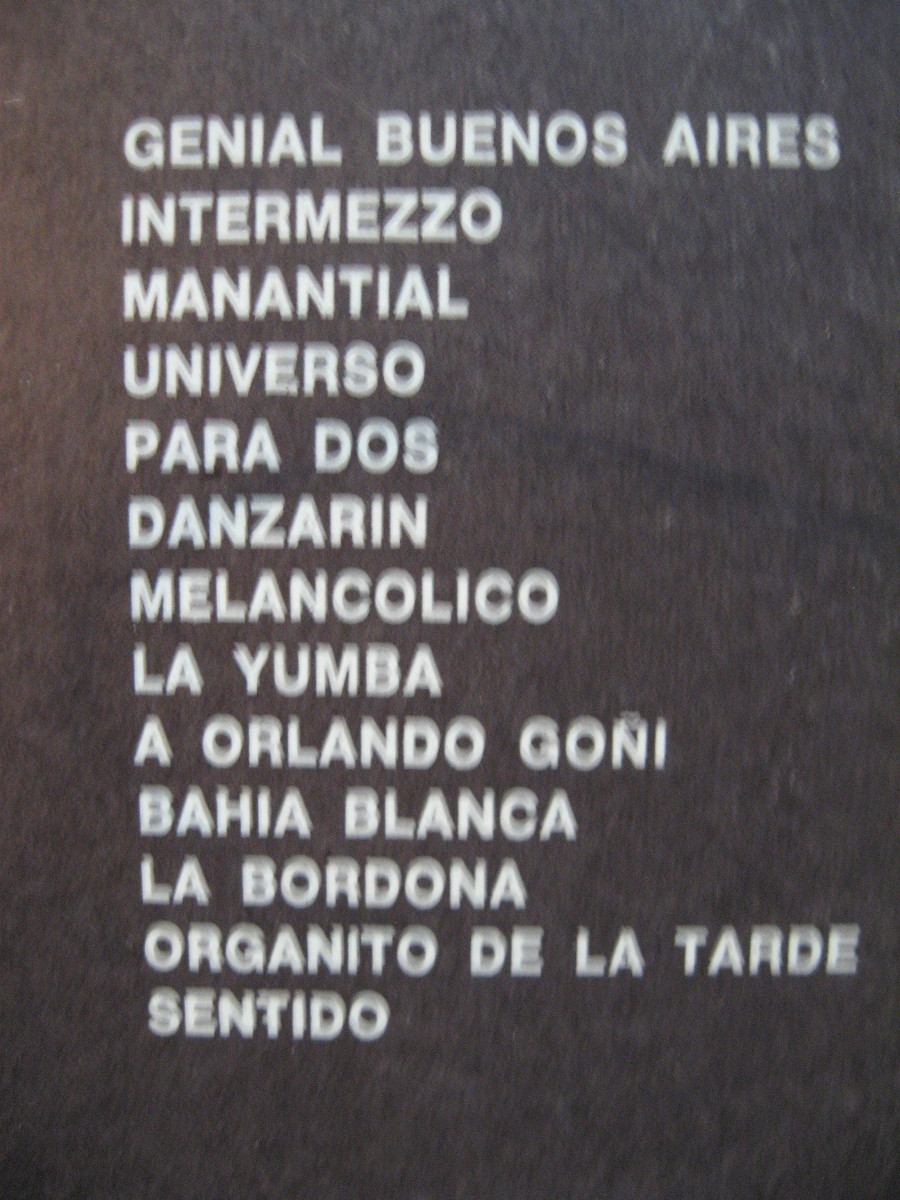 GENIAL BUENOS AIRES
INTERMEZZO
MANANTIAL
UNIVERSO
PARA DOS
DANZARIN
MELANCOLICO
LA YUMBA
A ORLANDO GOÑI
BAHIA BLANCA
LA BORDONA
ORGANITO DE LA TARDE
SENTIDO